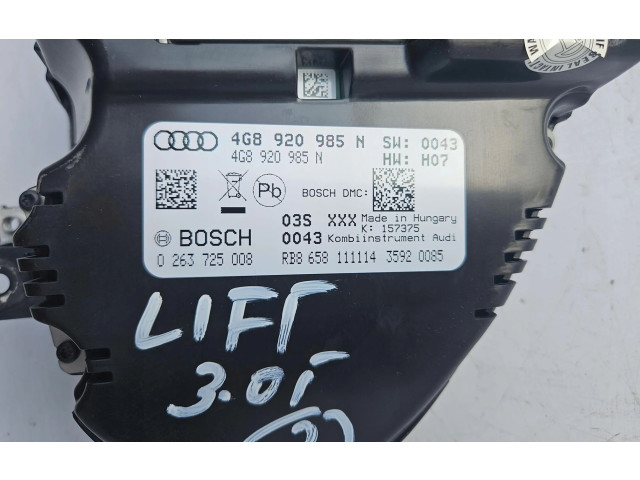 4G8 920 985 N SW: 0043
4G8 920 985 N HW: H07
Pb BOSCH DMC:
03S XXX Made in Hungary
K: 157375
BOSCH 0043 Kombiinstrument Audi
0 263 725 008 RB8 658 111114 3592 0085
LIFT
3.0T